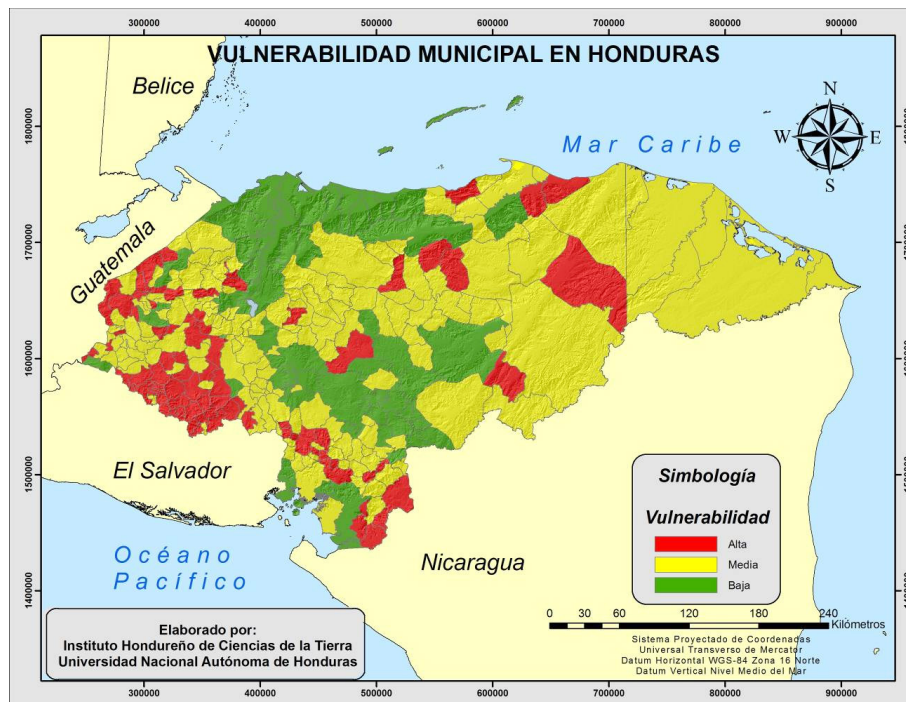 300000 400000 500000 600000 700000 800000 900000
VULNERABILIDAD MUNICIPAL EN HONDURAS
Belice
Mar Caribe
N
W E
S
Guatemala
El Salvador
Nicaragua
Océano
Pacífico
1800000
1700000
1600000
1500000
1400000
Simbología
Vulnerabilidad
Alta
Media
Baja
0 30 60 120 180 240
Kilómetros
Sistema Proyectado de Coordenadas
Universal Transverso de Mercator
Datum Horizontal WGS-84 Zona 16 Norte
Datum Vertical Nivel Medio del Mar
Elaborado por:
Instituto Hondureño de Ciencias de la Tierra
Universidad Nacional Autónoma de Honduras
300000 400000 500000 600000 700000 800000 900000